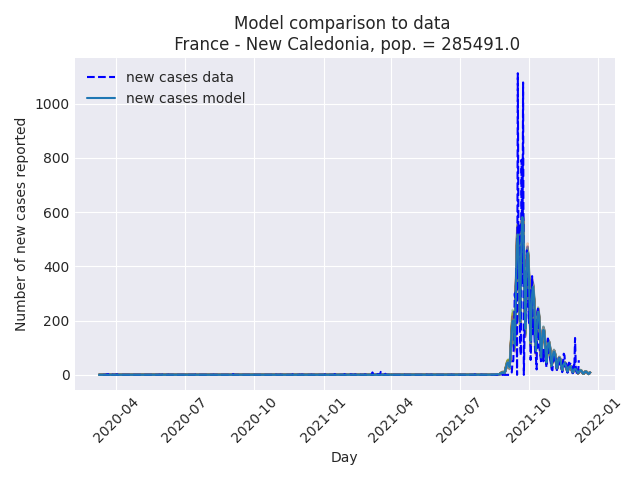 Model comparison to data
France - New Caledonia, pop. = 285491.0
new cases data
new cases model
Number of new cases reported
1000
800
600
400
200
0
2020-04
2020-07
2020-10
2021-01
2021-04
2021-07
2021-10
2022-01
Day